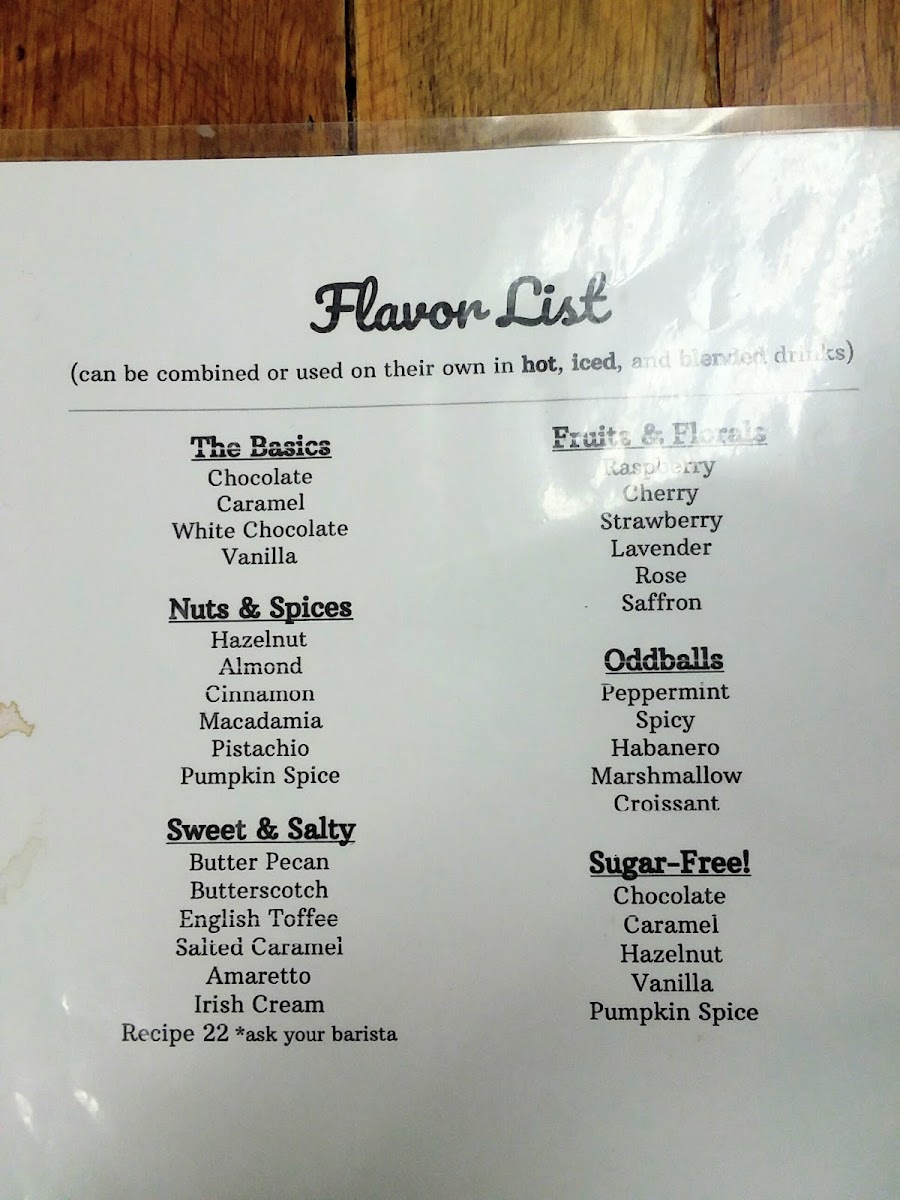 Flavor List
(can be combined or used on their own in hot, iced, and blended drinks)
The Basics
Chocolate
Caramel
White Chocolate
Vanilla
Nuts & Spices
Hazelnut
Almond
Cinnamon
Macadamia
Pistachio
Pumpkin Spice
Sweet & Salty
Butter Pecan
Butterscotch
English Toffee
Salted Caramel
Amaretto
Irish Cream
Recipe 22 *ask your barista
Fruits & Florals
Raspberry
Cherry
Strawberry
Lavender
Rose
Saffron
Oddballs
Peppermint
Spicy
Habanero
Marshmallow
Croissant
Sugar-Free!
Chocolate
Caramel
Hazelnut
Vanilla
Pumpkin Spice